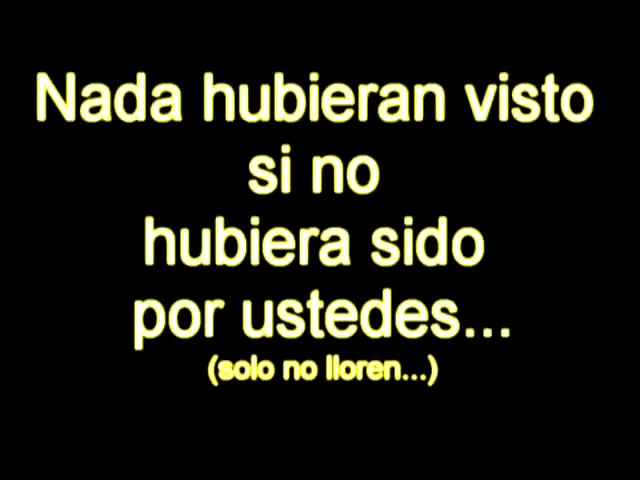 Nada hubieran visto
si no
hubiera sido
por ustedes...
(solo no lloren...)